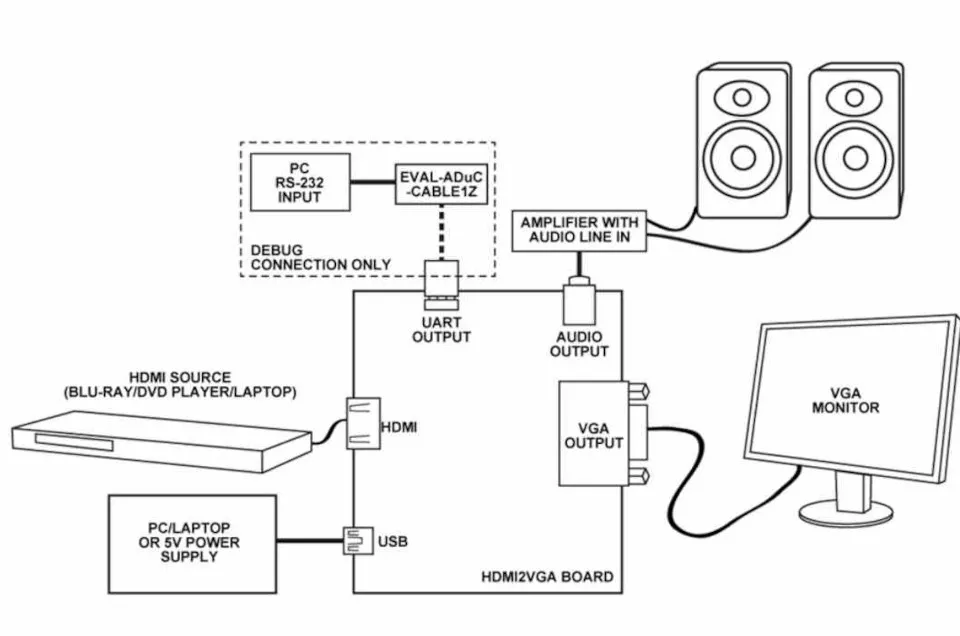 PC
RS-232
INPUT
EVAL-ADuC
-CABLE1Z
DEBUG
CONNECTION ONLY
AMPLIFIER WITH
AUDIO LINE IN
UART
OUTPUT
AUDIO
OUTPUT
HDMI SOURCE
(BLU-RAY/DVD PLAYER/LAPTOP)
HDMI
VGA
OUTPUT
VGA
MONITOR
PC/LAPTOP
OR 5V POWER
SUPPLY
USB
HDMI2VGA BOARD